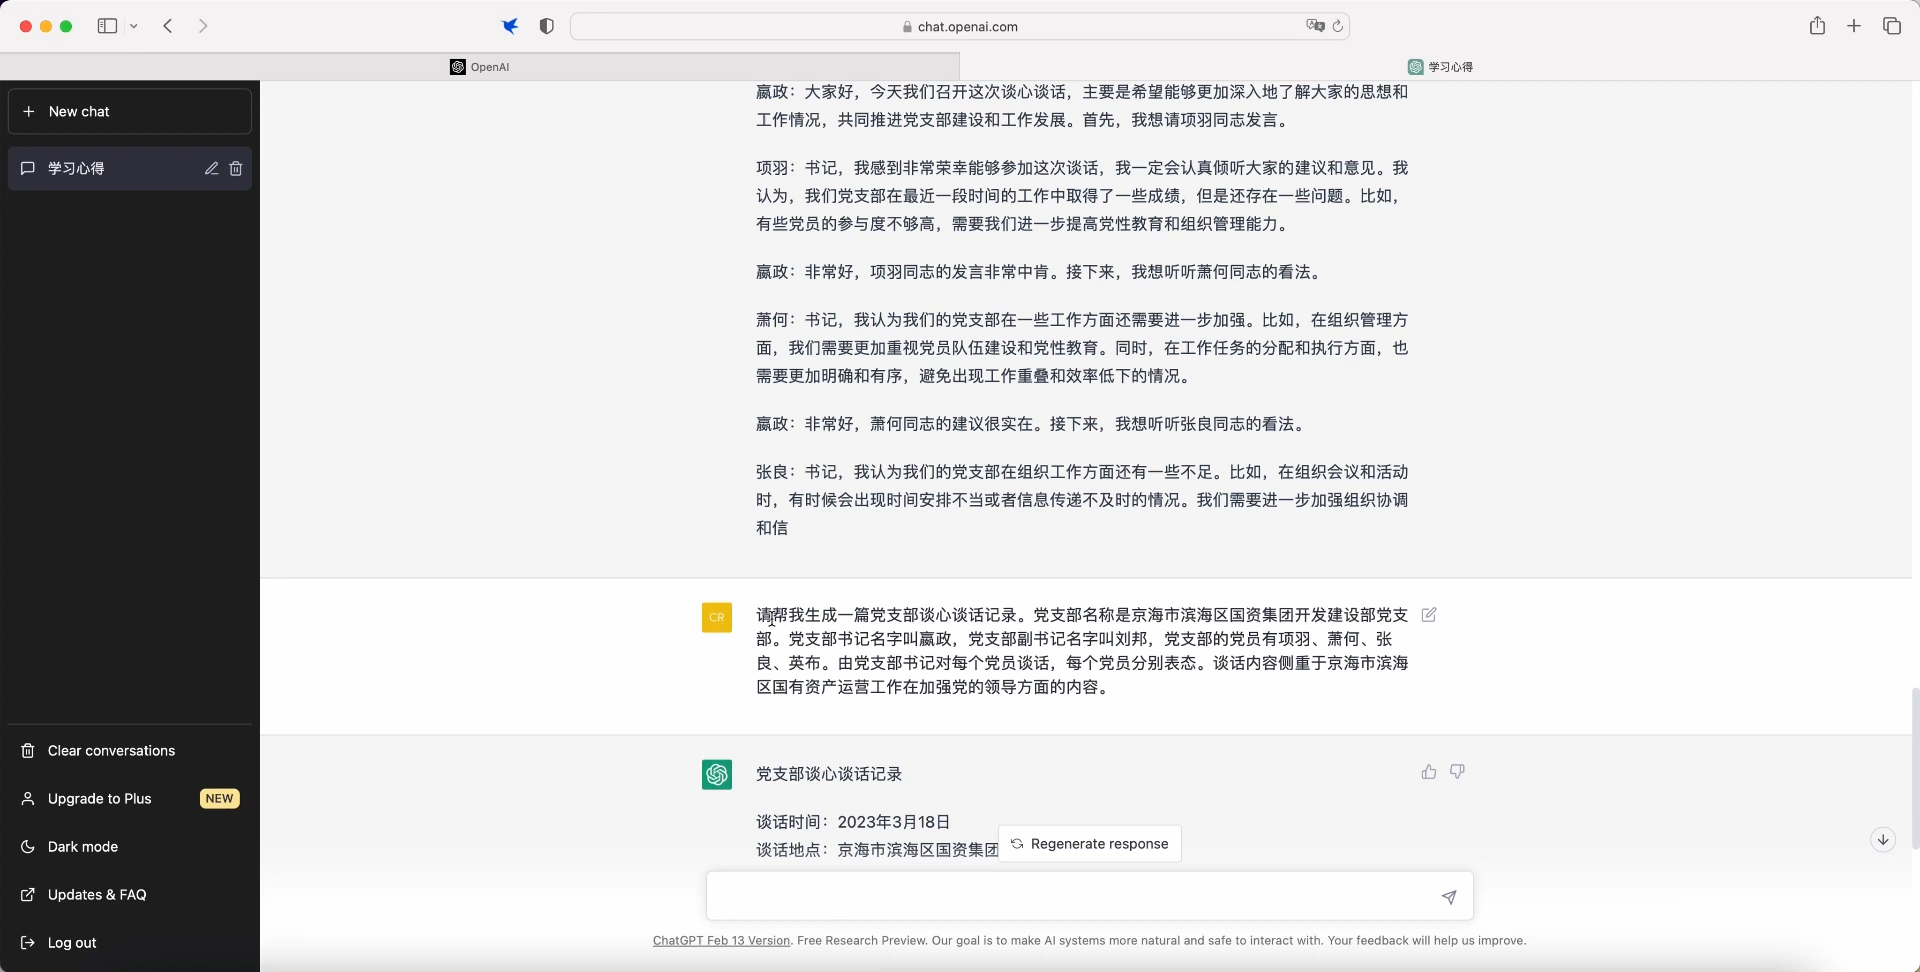 chat.openai.com
OpenAI
学习心得
New chat
学习心得
嬴政：大家好，今天我们召开这次谈心谈话，主要是希望能够更加深入地了解大家的思想和
工作情况，共同推进党支部建设和工作发展。首先，我想请项羽同志发言。
项羽：书记，我感到非常荣幸能够参加这次谈话，我一定会认真倾听大家的建议和意见。我
认为，我们党支部在最近一段时间的工作中取得了一些成绩，但是还存在一些问题。比如，
有些党员的参与度不够高，需要我们进一步提高党性教育和组织管理能力。
嬴政：非常好，项羽同志的发言非常中肯。接下来，我想听听萧何同志的看法。
萧何：书记，我认为我们的党支部在一些工作方面还需要进一步加强。比如，在组织管理方
面，我们需要更加重视党员队伍建设和党性教育。同时，在工作任务的分配和执行方面，也
需要更加明确和有序，避免出现工作重叠和效率低下的情况。
嬴政：非常好，萧何同志的建议很实在。接下来，我想听听张良同志的看法。
张良：书记，我认为我们的党支部在组织工作方面还有一些不足。比如，在组织会议和活动
时，有时候会出现时间安排不当或者信息传递不及时的情况。我们需要进一步加强组织协调
和信
CR
请帮我生成一篇党支部谈心谈话记录。党支部名称是京海市滨海区国资集团开发建设部党支
部。党支部书记名字叫嬴政，党支部副书记名字叫刘邦，党支部的党员有项羽、萧何、张
良、英布。由党支部书记对每个党员谈话，每个党员分别表态。谈话内容侧重于京海市滨海
区国有资产运营工作在加强党的领导方面的内容。
党支部谈心谈话记录
谈话时间：2023年3月18日
谈话地点：京海市滨海区国资集团
Regenerate response
Clear conversations
Upgrade to Plus NEW
Dark mode
Updates & FAQ
Log out
ChatGPT Feb 13 Version. Free Research Preview. Our goal is to make AI systems more natural and safe to interact with. Your feedback will help us improve.